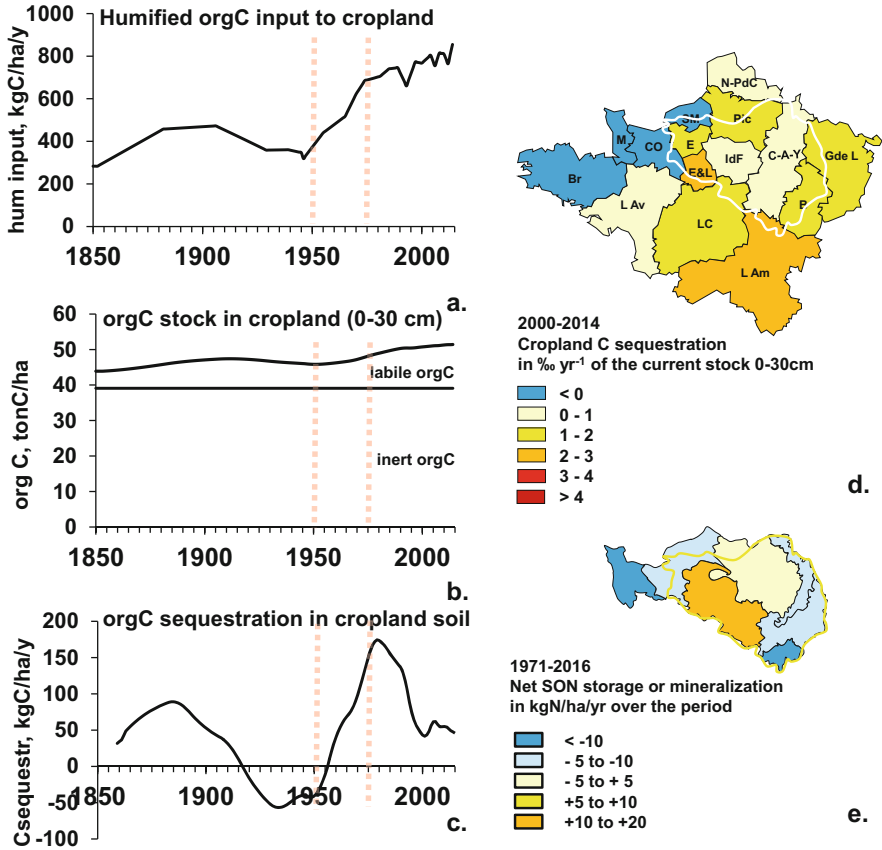 Humified orgC input to cropland
hum input, kgC/ha/y
1000
800
600
400
200
0
1850
1900
1950
2000
a.
orgC stock in cropland (0-30 cm)
org C, tonC/ha
60
50
40
30
20
10
0
labile orgC
inert orgC
1850
1900
1950
2000
b.
orgC sequestration in cropland soil
Csequestr, kgC/ha/y
200
150
100
50
0
-50
-100
1850
1900
1950
2000
c.
N-PdC
SM
Pic
M.
CO
E
IdF
C-A-Y
Gde L
Br
E&L
L Av
LC
P
L Am
2000-2014
Cropland C sequestration
in ‰ yr⁻¹ of the current stock 0-30cm
< 0
0 - 1
1 - 2
2 - 3
3 - 4
> 4
d.
1971-2016
Net SON storage or mineralization
in kgN/ha/yr over the period
< -10
- 5 to -10
- 5 to + 5
+5 to +10
+10 to +20
e.